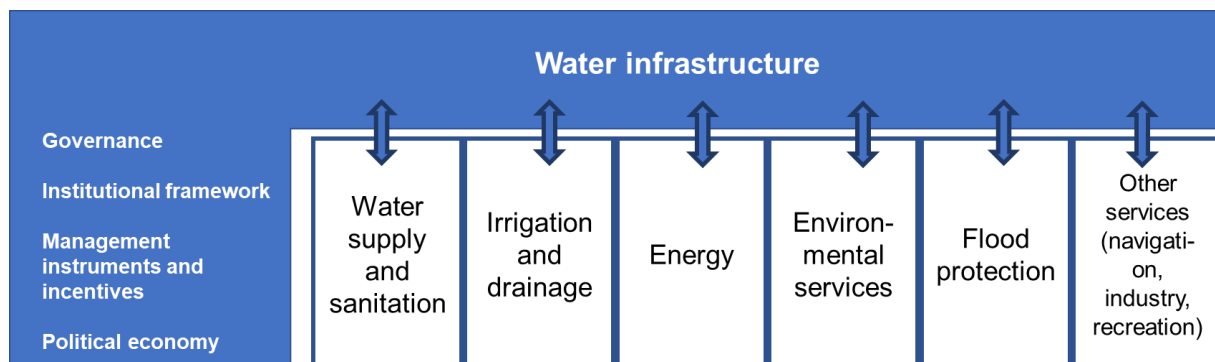 Water infrastructure
Governance
Institutional framework
Management
instruments and
incentives
Political economy
Water
supply
and
sanitation
Irrigation
and
drainage
Energy
Environ-
mental
services
Flood
protection
Other
services
(navigati-
on,
industry,
recreation)